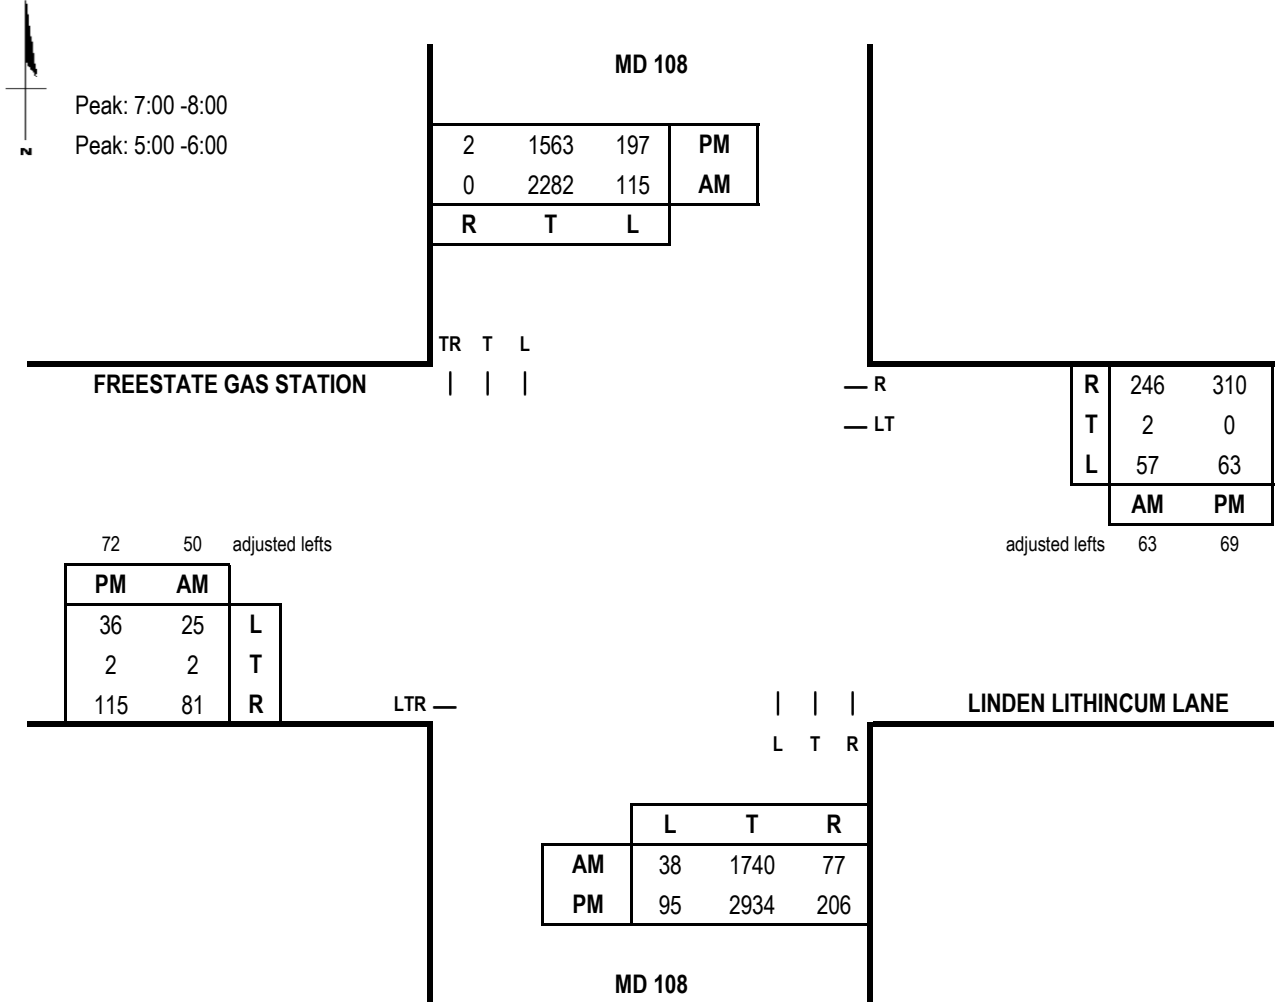 MD 108
Peak: 7:00 -8:00
Peak: 5:00 -6:00
N
2 1563 197 PM
0 2282 115 AM
R T L
TR T L
FREESTATE GAS STATION
R
LT
R 246 310
T 2 0
L 57 63
AM PM
adjusted lefts 63 69
72 50 adjusted lefts
PM AM
36 25 L
2 2 T
115 81 R
LTR
LINDEN LITHINCUM LANE
L T R
L T R
AM 38 1740 77
PM 95 2934 206
MD 108